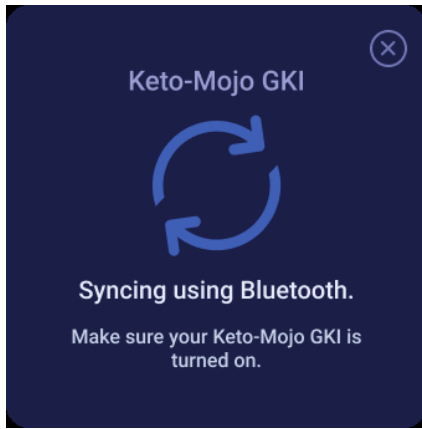 Keto-Mojo GKI
Syncing using Bluetooth.
Make sure your Keto-Mojo GKI is
turned on.